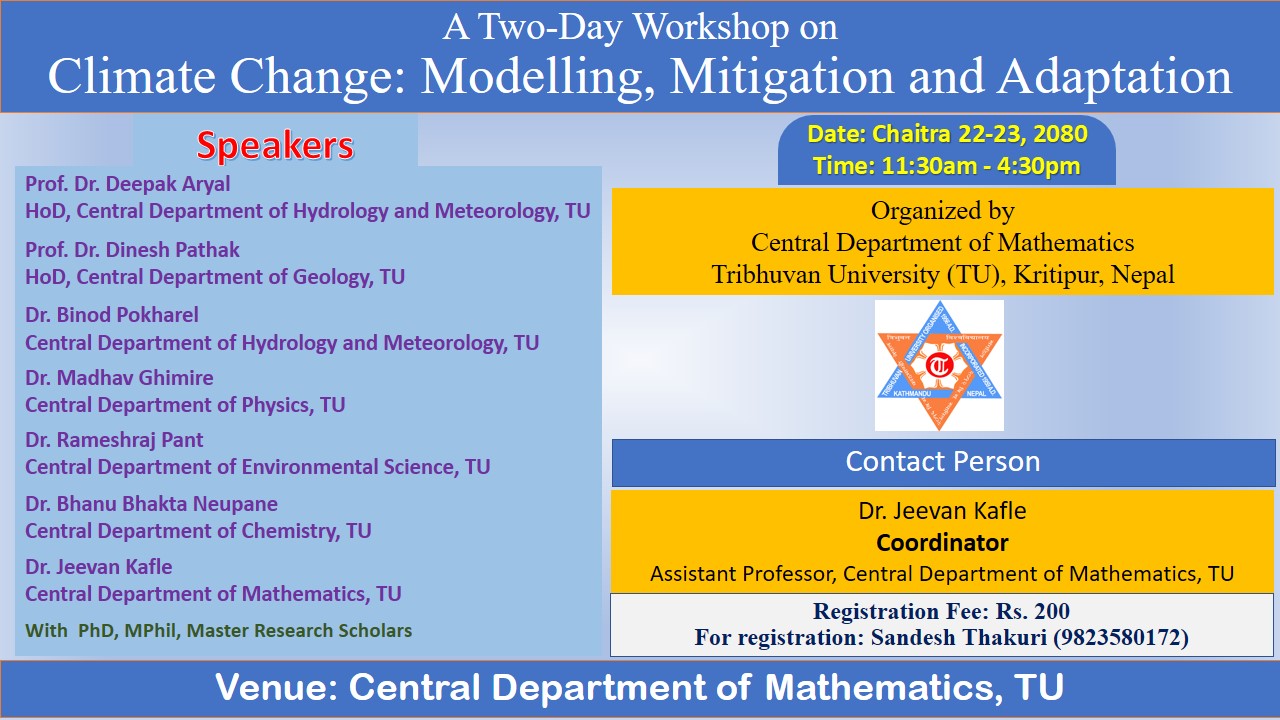 A Two-Day Workshop on
Climate Change: Modelling, Mitigation and Adaptation
Speakers
Prof. Dr. Deepak Aryal
HoD, Central Department of Hydrology and Meteorology, TU
Prof. Dr. Dinesh Pathak
HoD, Central Department of Geology, TU
Dr. Binod Pokharel
Central Department of Hydrology and Meteorology, TU
Dr. Madhav Ghimire
Central Department of Physics, TU
Dr. Rameshraj Pant
Central Department of Environmental Science, TU
Dr. Bhanu Bhakta Neupane
Central Department of Chemistry, TU
Dr. Jeevan Kafle
Central Department of Mathematics, TU
With PhD, MPhil, Master Research Scholars
Date: Chaitra 22-23, 2080
Time: 11:30am - 4:30pm
Organized by
Central Department of Mathematics
Tribhuvan University (TU), Kritipur, Nepal
त्रिभुवन विश्वविद्यालय
TRIBHUVAN UNIVERSITY ORGANISED
INCORPORATED
KATHMANDU NEPAL
Contact Person
Dr. Jeevan Kafle
Coordinator
Assistant Professor, Central Department of Mathematics, TU
Registration Fee: Rs. 200
For registration: Sandesh Thakuri (9823580172)
Venue: Central Department of Mathematics, TU